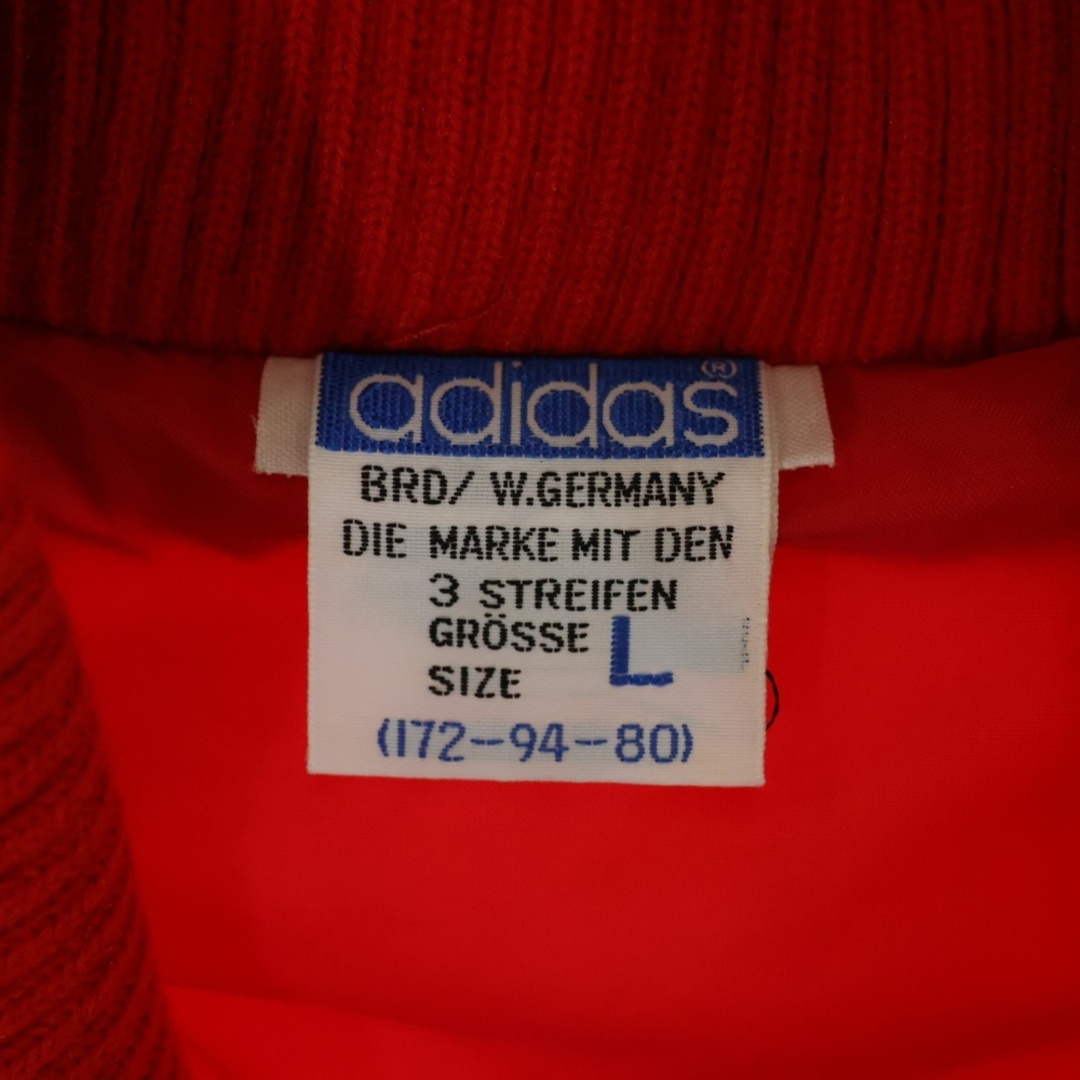 adidas®
BRD/ W.GERMANY
DIE MARKE MIT DEN
3 STREIFEN
GRÖSSE L
SIZE
(172-94-80)